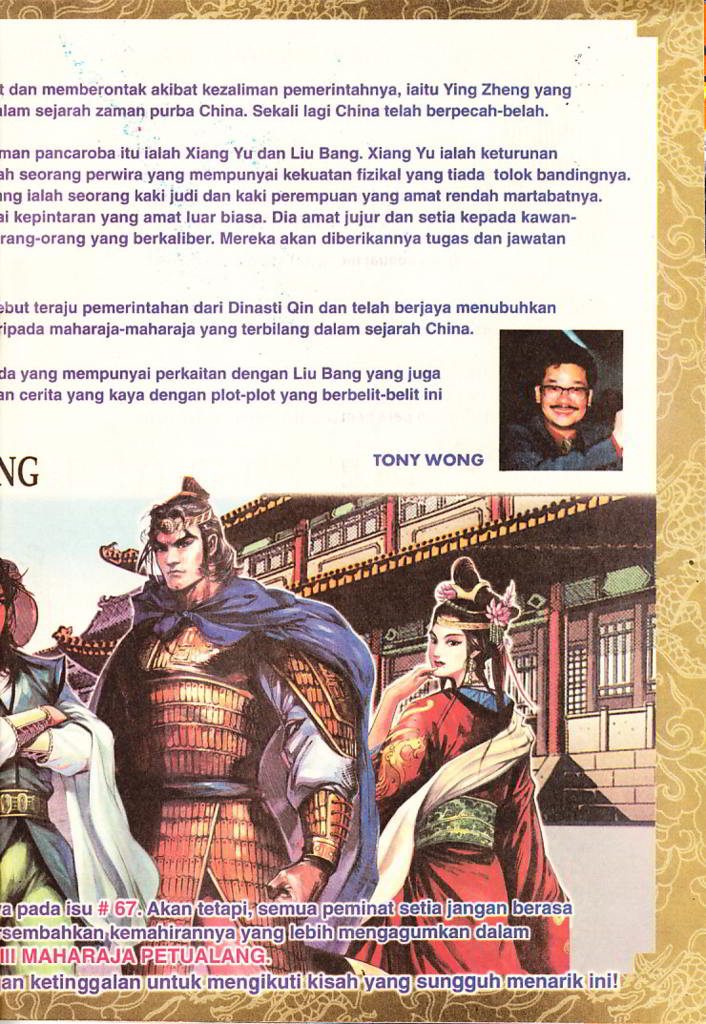 t dan memberontak akibat kezaliman pemerintahnya, iaitu Ying Zheng yang
alam sejarah zaman purba China. Sekali lagi China telah berpecah-belah.
man pancaroba itu ialah Xiang Yu dan Liu Bang. Xiang Yu ialah keturunan
ah seorang perwira yang mempunyai kekuatan fizikal yang tiada tolok bandingnya.
ang ialah seorang kaki judi dan kaki perempuan yang amat rendah martabatnya.
ai kepintaran yang amat luar biasa. Dia amat jujur dan setia kepada kawan-
rang-orang yang berkaliber. Mereka akan diberikannya tugas dan jawatan
ebut teraju pemerintahan dari Dinasti Qin dan telah berjaya menubuhkan
ripada maharaja-maharaja yang terbilang dalam sejarah China.
da yang mempunyai perkaitan dengan Liu Bang yang juga
an cerita yang kaya dengan plot-plot yang berbelit-belit ini
TONY WONG
NG
ya pada isu # 67. Akan tetapi, semua peminat setia jangan berasa
rsembahkan kemahirannya yang lebih mengagumkan dalam
III MAHARAJA PETUALANG.
gan ketinggalan untuk mengikuti kisah yang sungguh menarik ini!